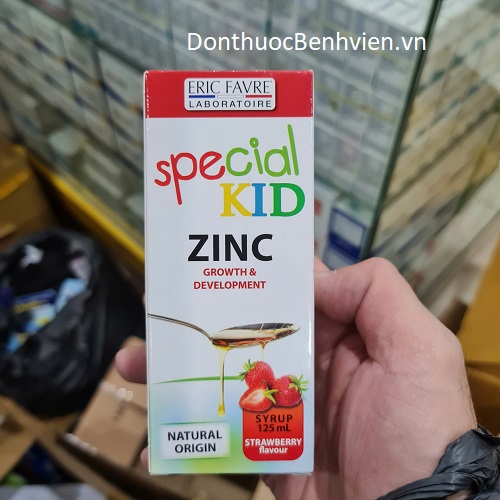 DonthuocBenhvien.vn
ERIC FAVRE
LABORATOIRE
special
KID
ZINC
GROWTH &
DEVELOPMENT
NATURAL
ORIGIN
SYRUP
125 mL
STRAWBERRY
flavour